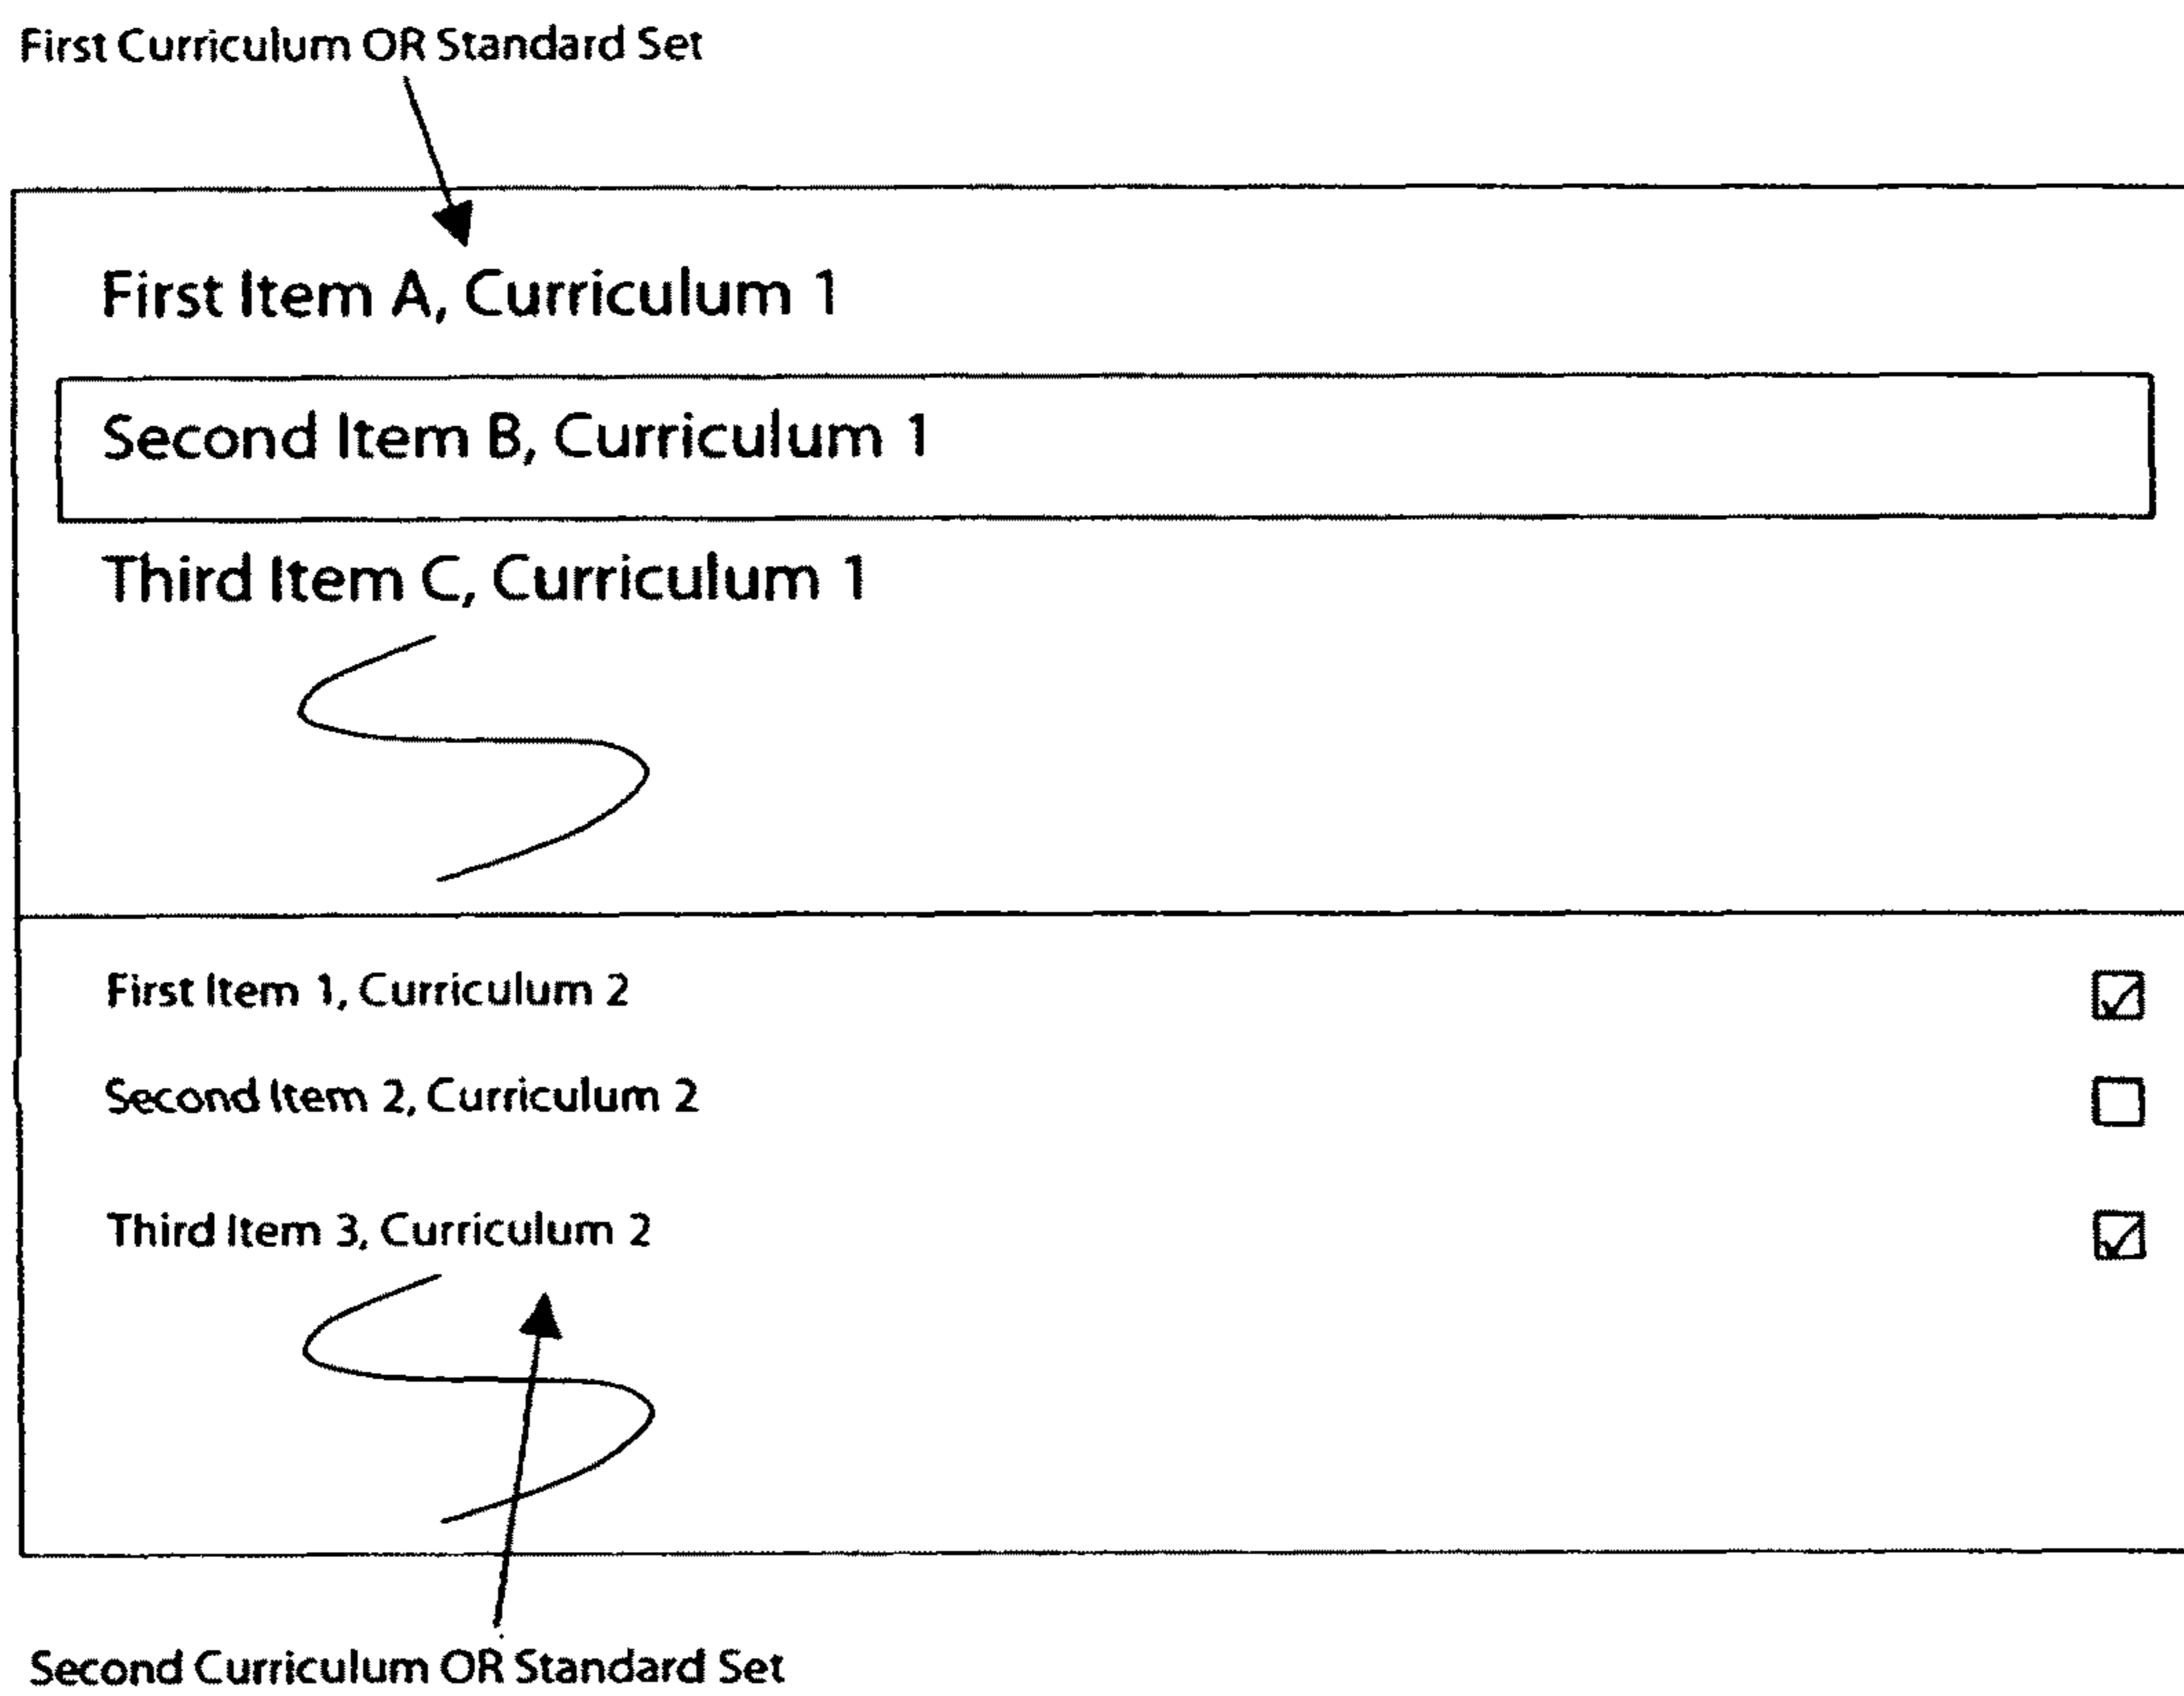 First Curriculum OR Standard Set
First Item A, Curriculum 1
Second Item B, Curriculum 1
Third Item C, Curriculum 1
First Item 1, Curriculum 2
Second Item 2, Curriculum 2
Third Item 3, Curriculum 2
Second Curriculum OR Standard Set